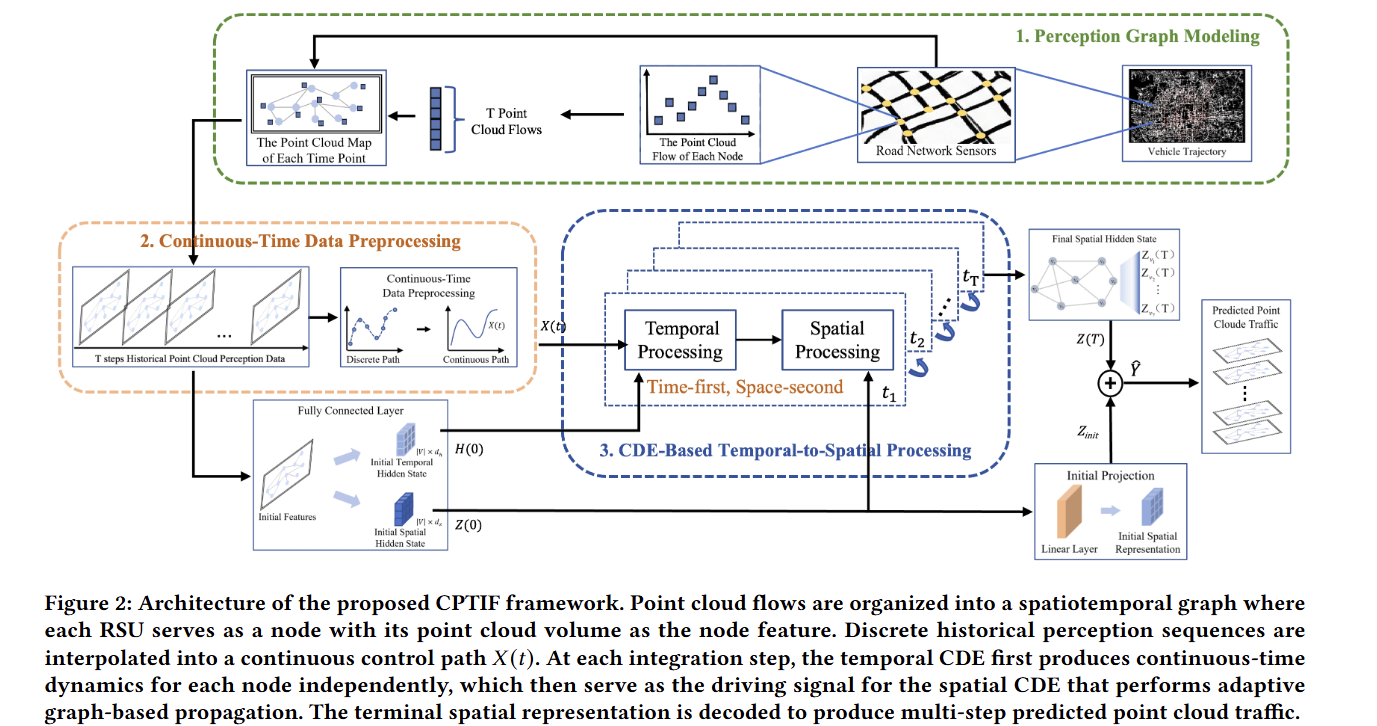 1. Perception Graph Modeling
The Point Cloud Map
of Each Time Point
T Point
Cloud Flows
The Point Cloud
Flow of Each Node
Road Network Sensors
Vehicle Trajectory
2. Continuous-Time Data Preprocessing
...
T steps Historical Point Cloud Perception Data
Continuous-Time
Data Preprocessing
X(t)
Discrete Path
Continuous Path
X(t)
Fully Connected Layer
Initial Features
|V| × dₕ
Initial Temporal
Hidden State
|V| × d
Initial Spatial
Hidden State
H(0)
Z(0)
Temporal
Processing
Spatial
Processing
Time-first, Space-second
t₁
t₂
...
t_T
3. CDE-Based Temporal-to-Spatial Processing
Final Spatial Hidden State
Z (T)
Z (T)
⋮
Z (T)
Z(T)
Ŷ
+
Z_init
Initial Projection
Linear Layer
Initial Spatial
Representation
Predicted Point
Cloude Traffic
⋮
Figure 2: Architecture of the proposed CPTIF framework. Point cloud flows are organized into a spatiotemporal graph where
each RSU serves as a node with its point cloud volume as the node feature. Discrete historical perception sequences are
interpolated into a continuous control path X(t). At each integration step, the temporal CDE first produces continuous-time
dynamics for each node independently, which then serve as the driving signal for the spatial CDE that performs adaptive
graph-based propagation. The terminal spatial representation is decoded to produce multi-step predicted point cloud traffic.